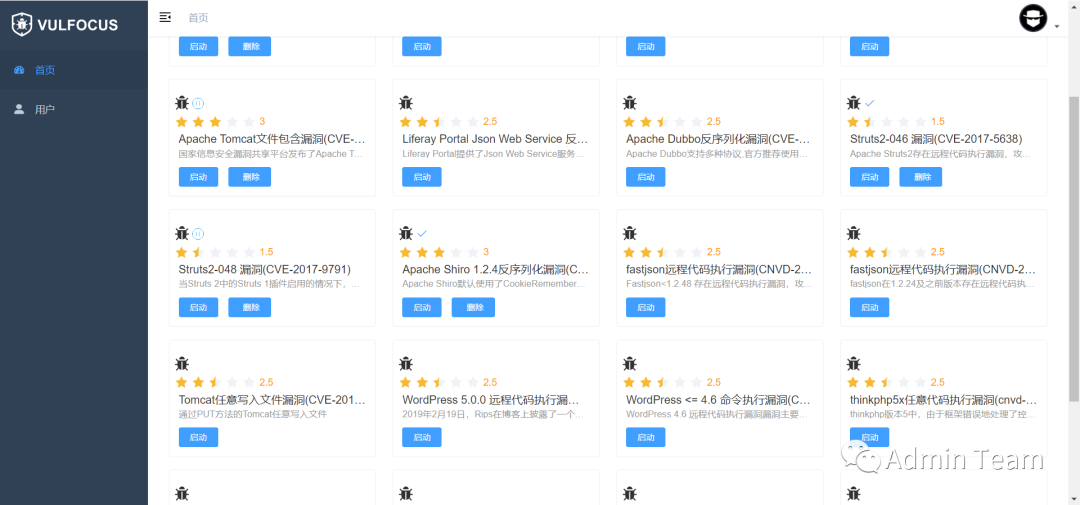 VULFOCUS
首页
首页
用户
启动 删除 启动 启动 启动
3 2.5 2.5 1.5
Apache Tomcat文件包含漏洞(CVE-... Liferay Portal Json Web Service 反... Apache Dubbo反序列化漏洞(CVE-... Struts2-046 漏洞(CVE-2017-5638)
国家信息安全漏洞共享平台发布了Apache T... Liferay Portal提供了Json Web Service服务... Apache Dubbo支持多种协议,官方推荐使用... Apache Struts2存在远程代码执行漏洞，攻...
启动 删除 启动 启动 启动 删除
1.5 3 2.5 2.5
Struts2-048 漏洞(CVE-2017-9791) Apache Shiro 1.2.4反序列化漏洞(C... fastjson远程代码执行漏洞(CNVD-2... fastjson远程代码执行漏洞(CNVD-2...
当Struts 2中的Struts 1插件启用的情况下，... Apache Shiro默认使用了CookieRemember... Fastjson<1.2.48 存在远程代码执行漏洞，攻... fastjson在1.2.24及之前版本存在远程代码执...
启动 删除 启动 删除 启动 启动
2.5 2.5 2.5 2.5
Tomcat任意写入文件漏洞(CVE-201... WordPress 5.0.0 远程代码执行漏... WordPress <= 4.6 命令执行漏洞(C... thinkphp5x任意代码执行漏洞(cnvd-...
通过PUT方法的Tomcat任意写入文件 2019年2月19日，Rips在博客上披露了一个... WordPress 4.6 远程代码执行漏洞漏洞主要... thinkphp版本5中，由于框架错误地处理了控...
启动 启动 启动 启动
Admin Team